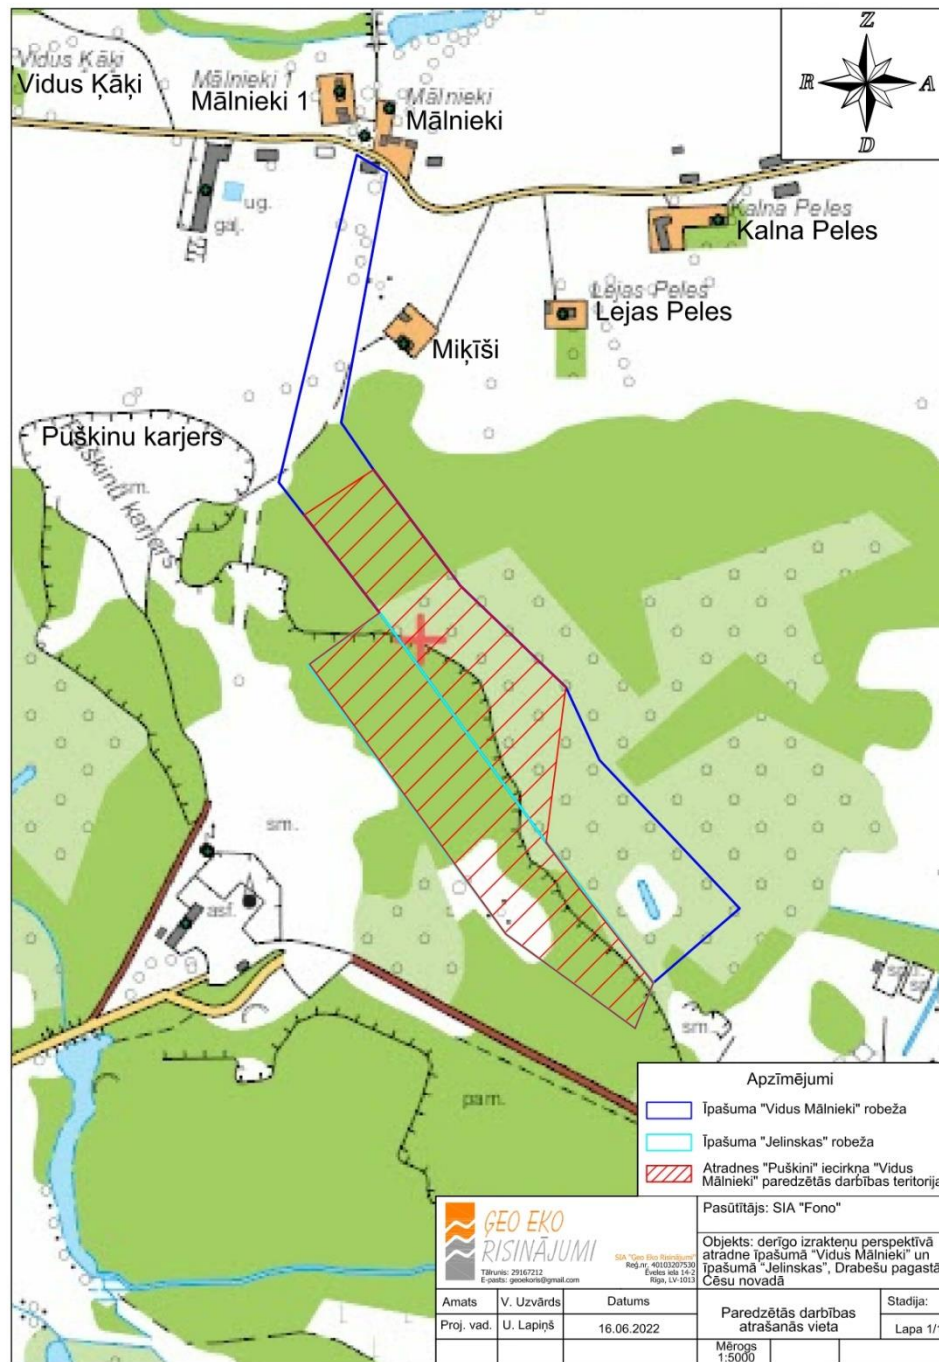 Z
R
A
D
Vidus Ķāķi
Vidus Ķāķi
Mālnieki 1
Mālnieki 1
Mālnieki
Mālnieki
ug.
gaļ.
Kalna Peles
Kalna Peles
Lejas Peles
Lejas Peles
Miķīši
Puškinu karjers
Puškinu karjers
sm.
sm.
asf.
sm.
pam.
Apzīmējumi
Īpašuma "Vidus Mālnieki" robeža
Īpašuma "Jelinskas" robeža
Atradnes "Puškini" iecirkņa "Vidus
Mālnieki" paredzētās darbības teritorija
ĢEO EKO
RISINĀJUMI
Tālrunis: 29167212
E-pasts: geoekoris@gmail.com
SIA "Ģeo Eko Risinājumi"
Reģ.nr. 40103207530
Ēveles iela 14-2
Rīga, LV-1013
Pasūtītājs: SIA "Fono"
Objekts: derīgo izrakteņu perspektīvā
atradne īpašumā "Vidus Mālnieki" un
īpašumā "Jelinskas", Drabešu pagastā,
Cēsu novadā
Amats
V. Uzvārds
Datums
Proj. vad.
U. Lapiņš
16.06.2022
Paredzētās darbības
atrašanās vieta
Stadija:
Lapa 1/1
Mērogs
1:5000